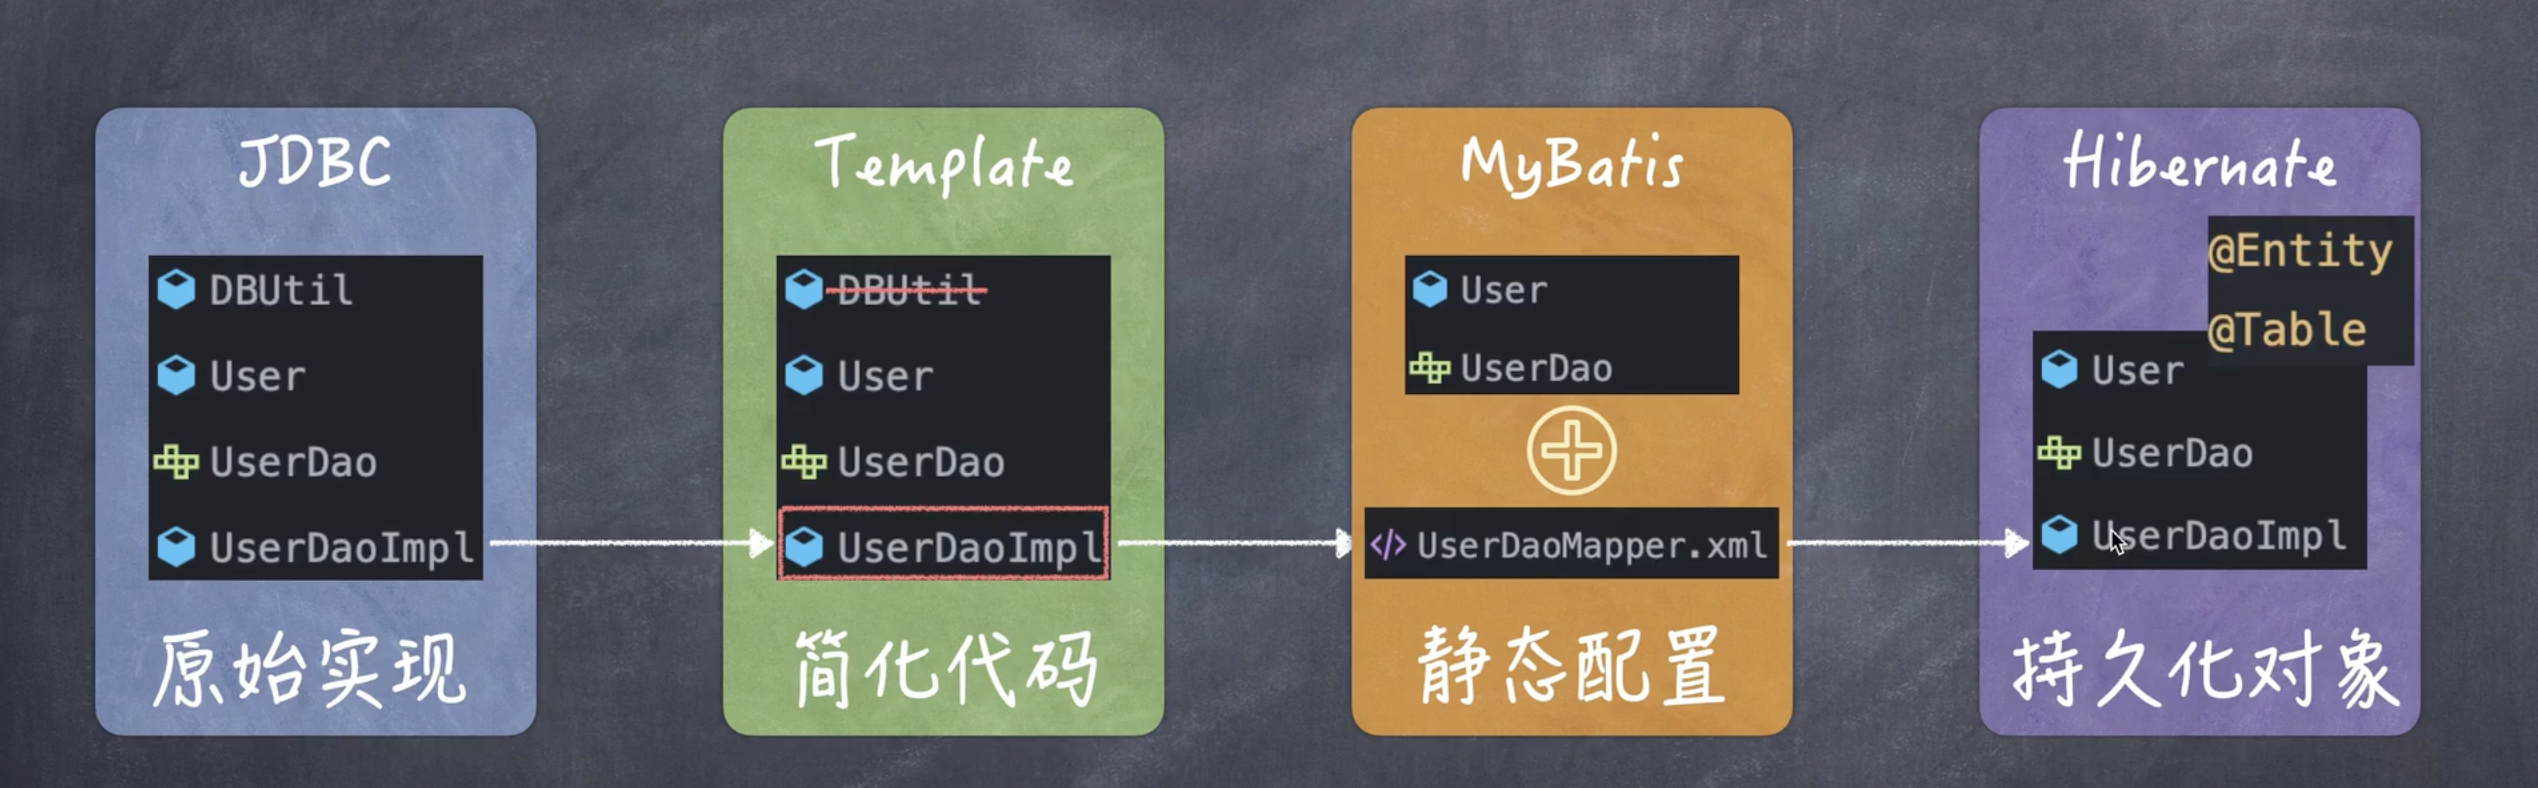 JDBC
DBUtil
User
UserDao
UserDaoImpl
原始实现
Template
DBUtil
User
UserDao
UserDaoImpl
简化代码
MyBatis
User
UserDao
UserDaoMapper.xml
静态配置
Hibernate
@Entity
@Table
User
UserDao
UserDaoImpl
持久化对象